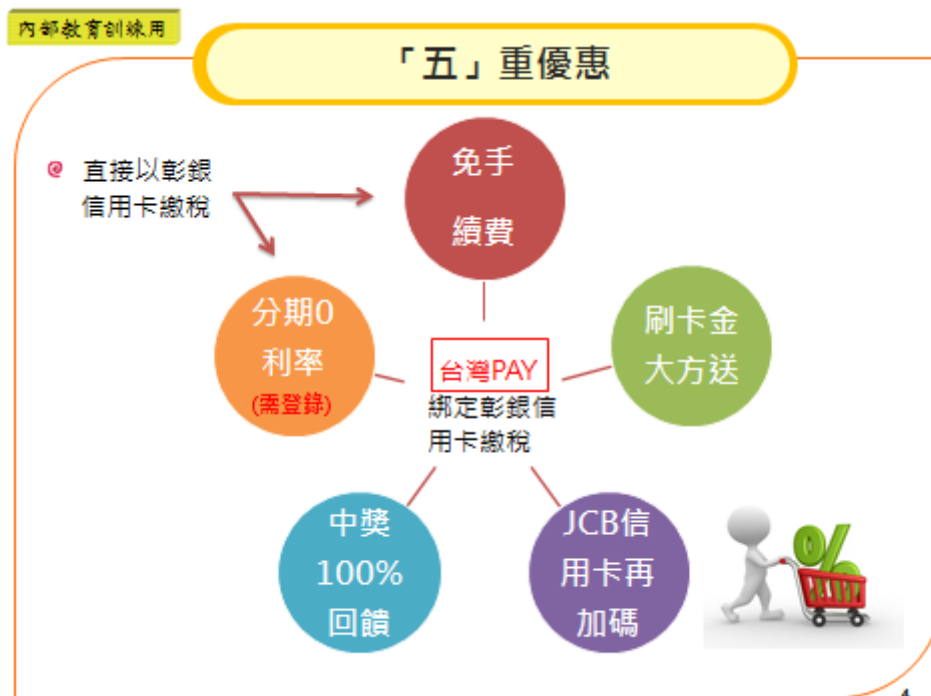 內部教育訓練用
「五」重優惠
直接以彰銀
信用卡繳稅
免手
續費
分期0
利率
(需登錄)
刷卡金
大方送
台灣PAY
綁定彰銀信
用卡繳稅
中獎
100%
回饋
JCB信
用卡再
加碼
%